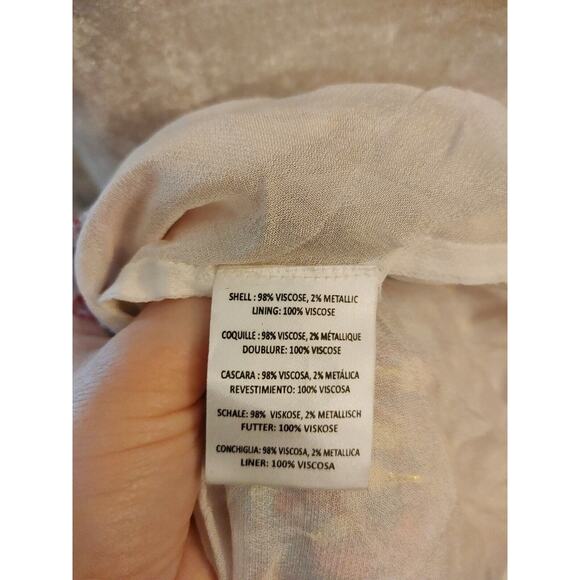 SHELL : 98% VISCOSE, 2% METALLIC
LINING: 100% VISCOSE
COQUILLE : 98% VISCOSE, 2% MÉTALLIQUE
DOUBLURE: 100% VISCOSE
CASCARA : 98% VISCOSA, 2% METÁLICA
REVESTIMIENTO: 100% VISCOSA
SCHALE: 98% VISKOSE, 2% METALLISCH
FUTTER: 100% VISKOSE
CONCHIGLIA: 98% VISCOSA, 2% METALLICA
LINER: 100% VISCOSA